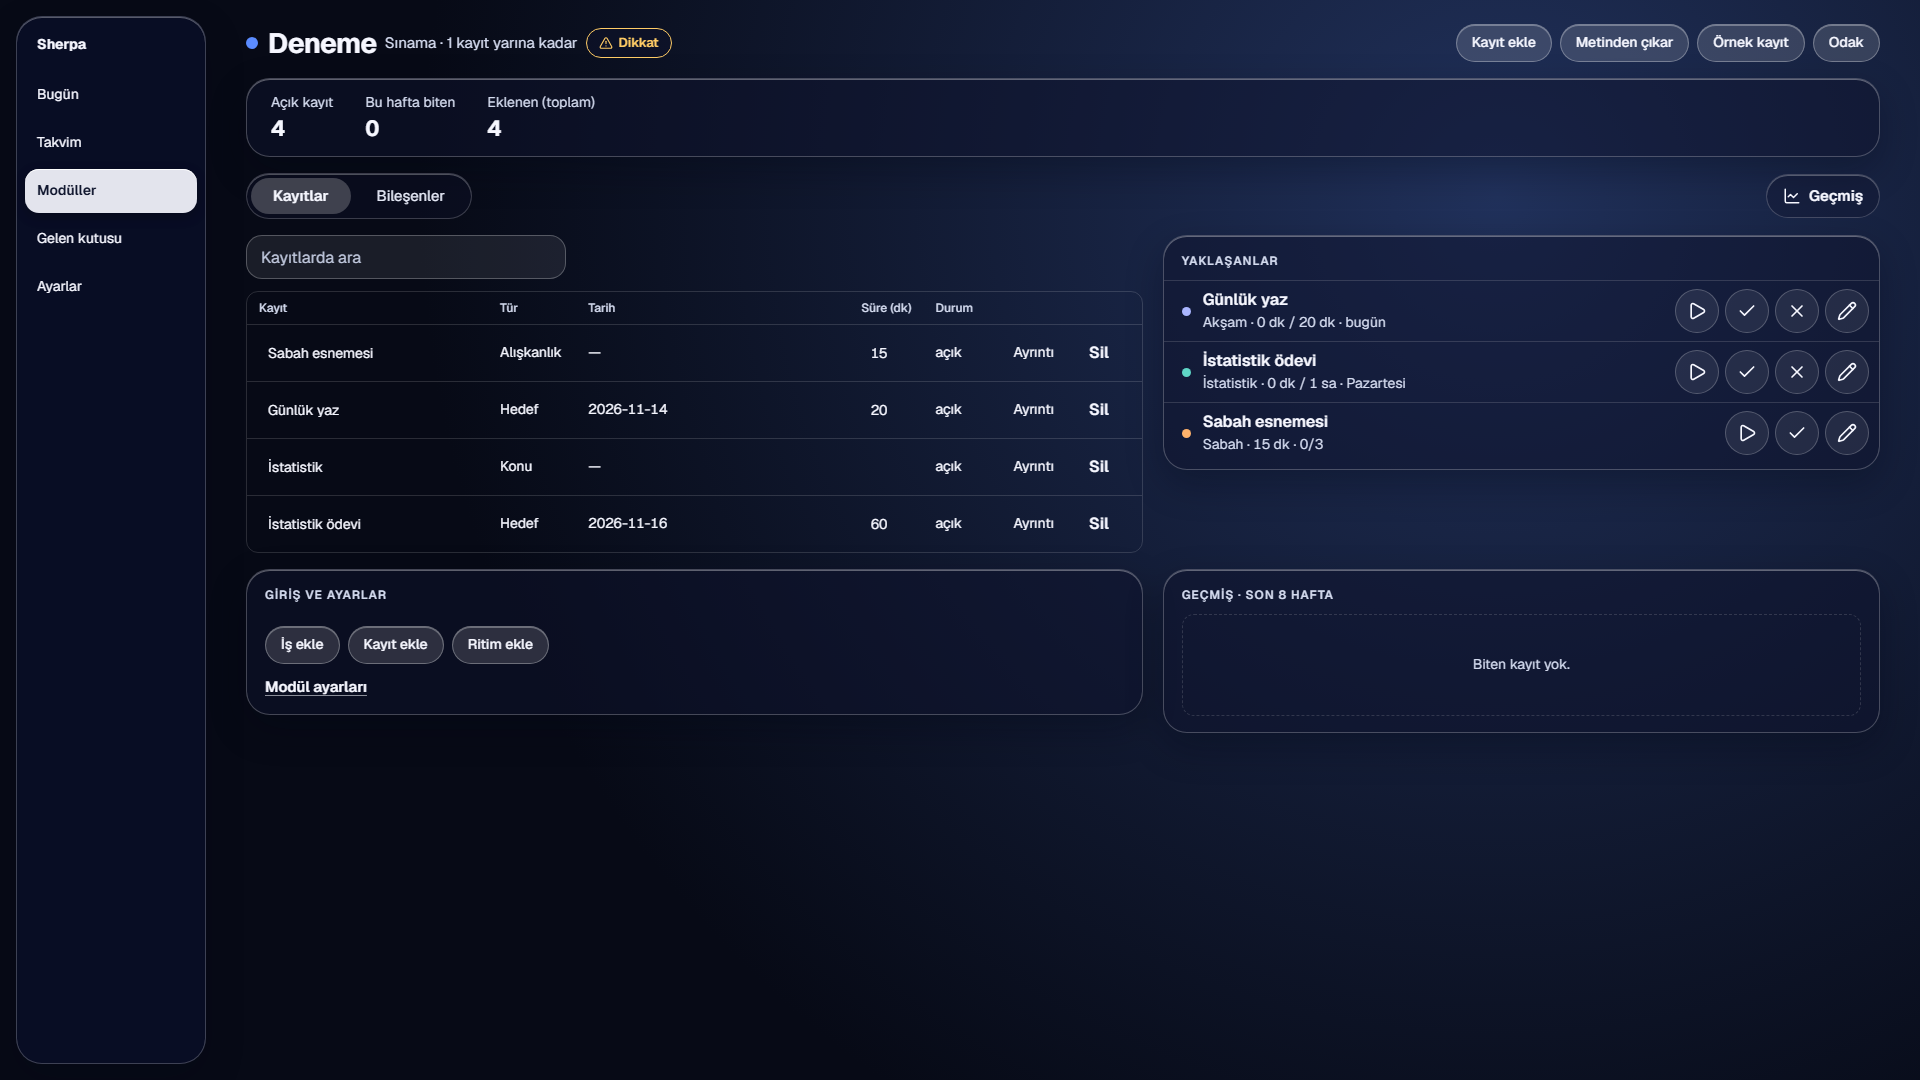 Sherpa
Bugün
Takvim
Modüller
Gelen kutusu
Ayarlar
Deneme Sınama · 1 kayıt yarına kadar Dikkat
Kayıt ekle Metinden çıkar Örnek kayıt Odak
Açık kayıt Bu hafta biten Eklenen (toplam)
4 0 4
Kayıtlar Bileşenler
Geçmiş
Kayıtlarda ara
Kayıt Tür Tarih Süre (dk) Durum
Sabah esnemesi Alışkanlık — 15 açık Ayrıntı Sil
Günlük yaz Hedef 2026-11-14 20 açık Ayrıntı Sil
İstatistik Konu — açık Ayrıntı Sil
İstatistik ödevi Hedef 2026-11-16 60 açık Ayrıntı Sil
YAKLAŞANLAR
Günlük yaz
Akşam · 0 dk / 20 dk · bugün
İstatistik ödevi
İstatistik · 0 dk / 1 sa · Pazartesi
Sabah esnemesi
Sabah · 15 dk · 0/3
GİRİŞ VE AYARLAR
İş ekle Kayıt ekle Ritim ekle
Modül ayarları
GEÇMİŞ · SON 8 HAFTA
Biten kayıt yok.